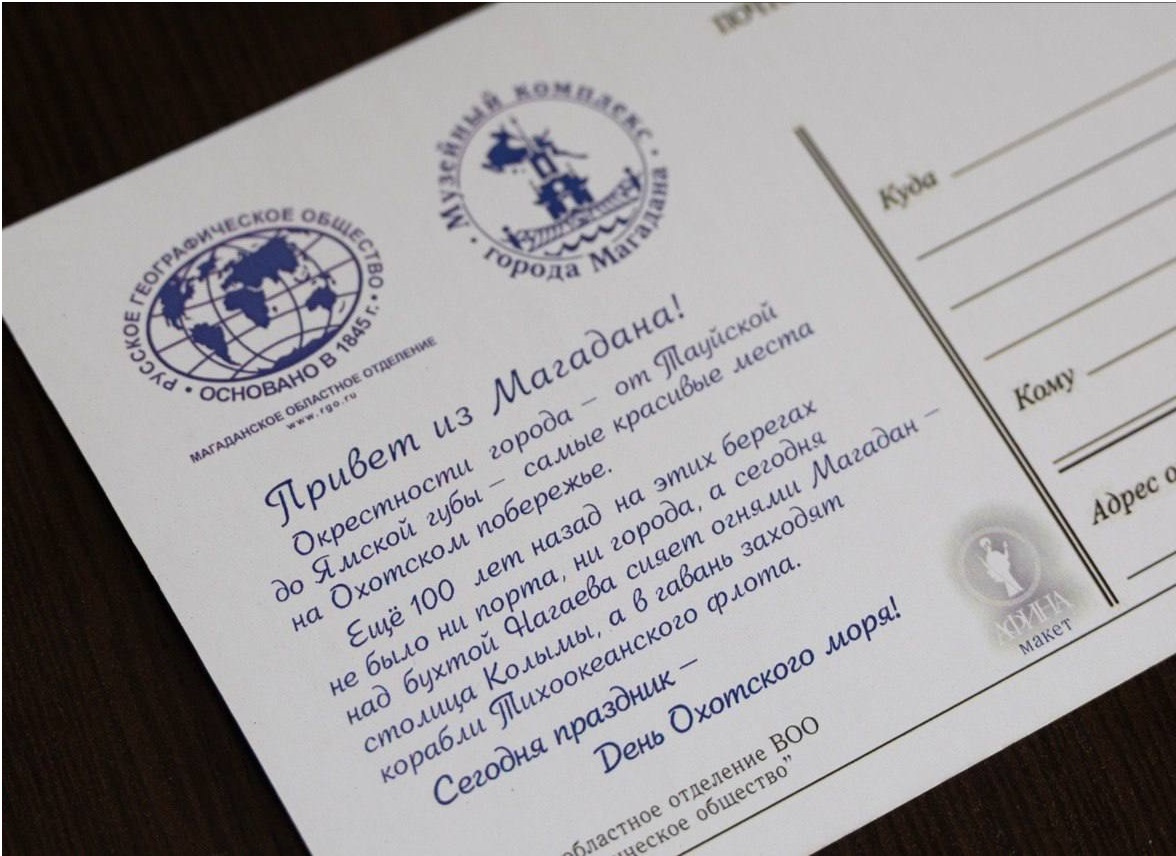 РУССКОЕ ГЕОГРАФИЧЕСКОЕ ОБЩЕСТВО
• ОСНОВАНО В 1845 г. •
МАГАДАНСКОЕ ОБЛАСТНОЕ ОТДЕЛЕНИЕ
www.rgo.ru
Музейный комплекс
• города Магадана •
Привет из Магадана!
Окрестности города – от Тауйской
до Ямской губы – самые красивые места
на Охотском побережье.
Ещё 100 лет назад на этих берегах
не было ни порта, ни города, а сегодня
над бухтой Нагаева сияет огнями Магадан –
столица Колымы, а в гавань заходят
корабли Тихоокеанского флота.
Сегодня праздник –
День Охотского моря!
Куда
Кому
Адрес о
АФИНА
макет
областное отделение ВОО
ическое общество”